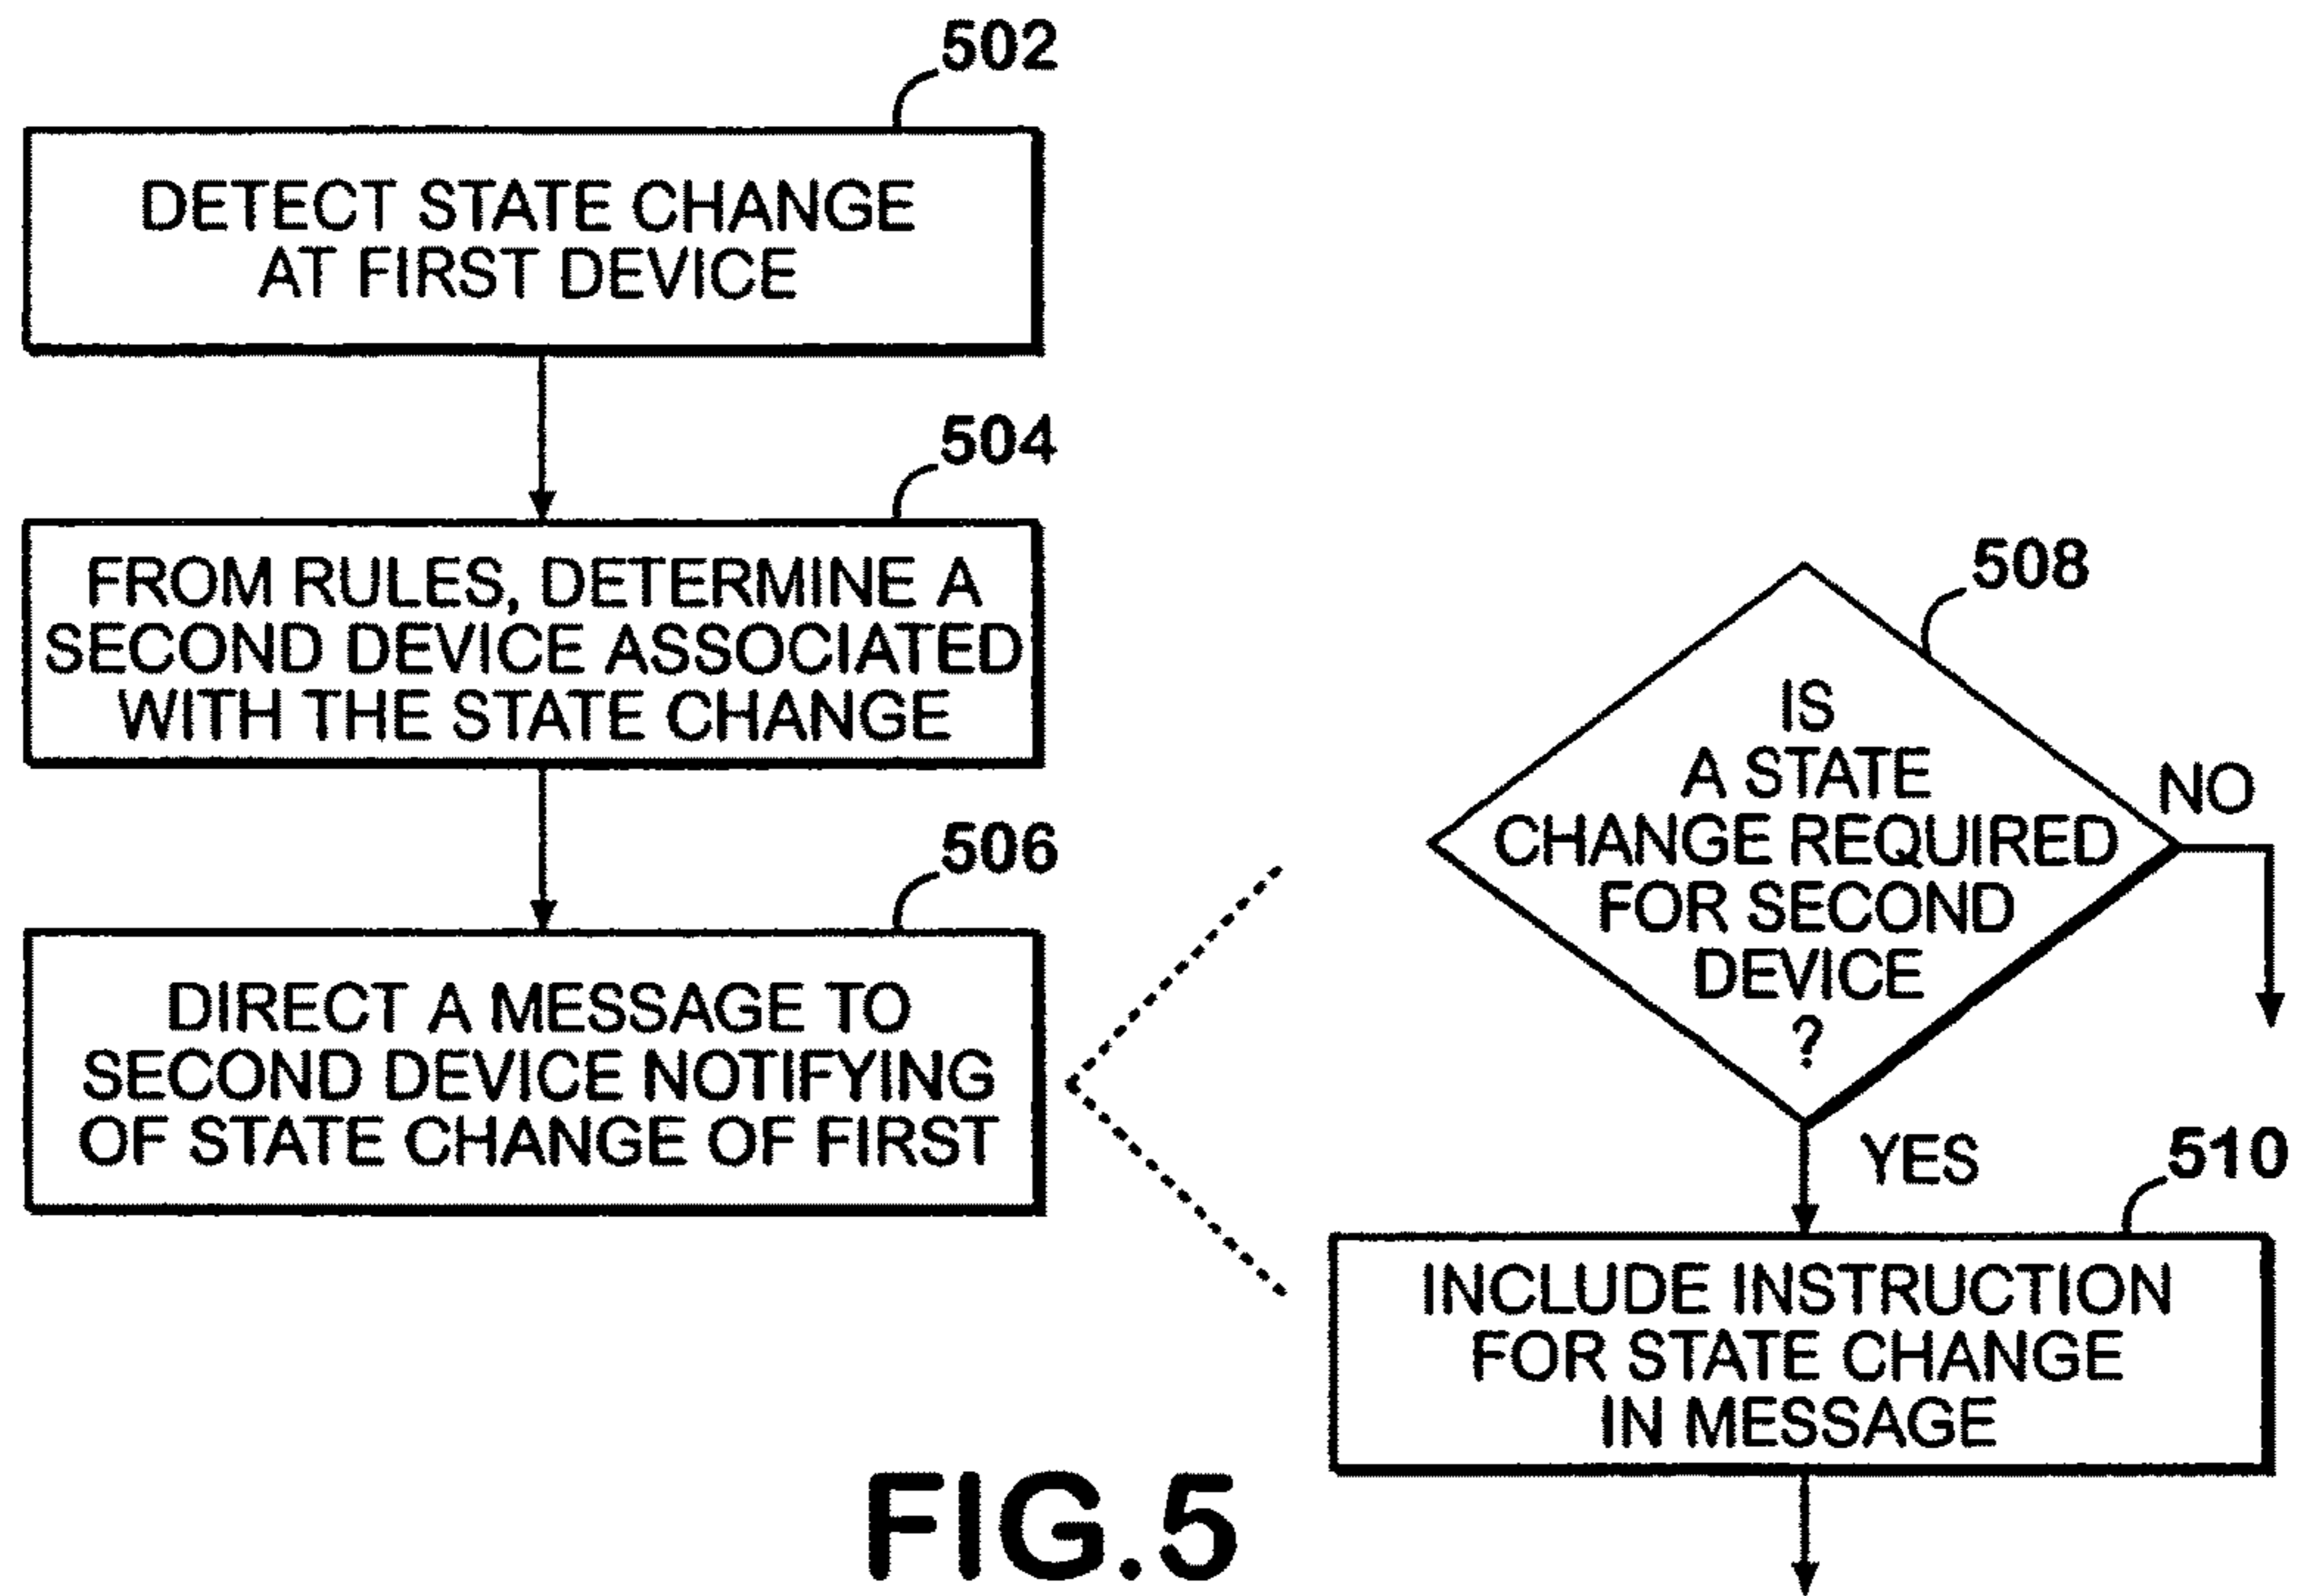 502
DETECT STATE CHANGE
AT FIRST DEVICE
504
FROM RULES, DETERMINE A
SECOND DEVICE ASSOCIATED
WITH THE STATE CHANGE
506
DIRECT A MESSAGE TO
SECOND DEVICE NOTIFYING
OF STATE CHANGE OF FIRST
508
IS
A STATE
CHANGE REQUIRED
FOR SECOND
DEVICE
?
NO
YES
510
INCLUDE INSTRUCTION
FOR STATE CHANGE
IN MESSAGE
FIG.5